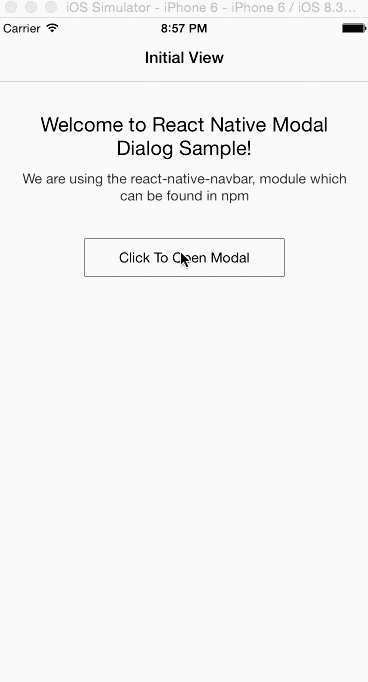 iOS Simulator - iPhone 6 - iPhone 6 / iOS 8.3...
Carrier 8:57 PM
Initial View
Welcome to React Native Modal
Dialog Sample!
We are using the react-native-navbar, module which
can be found in npm
Click To Open Modal